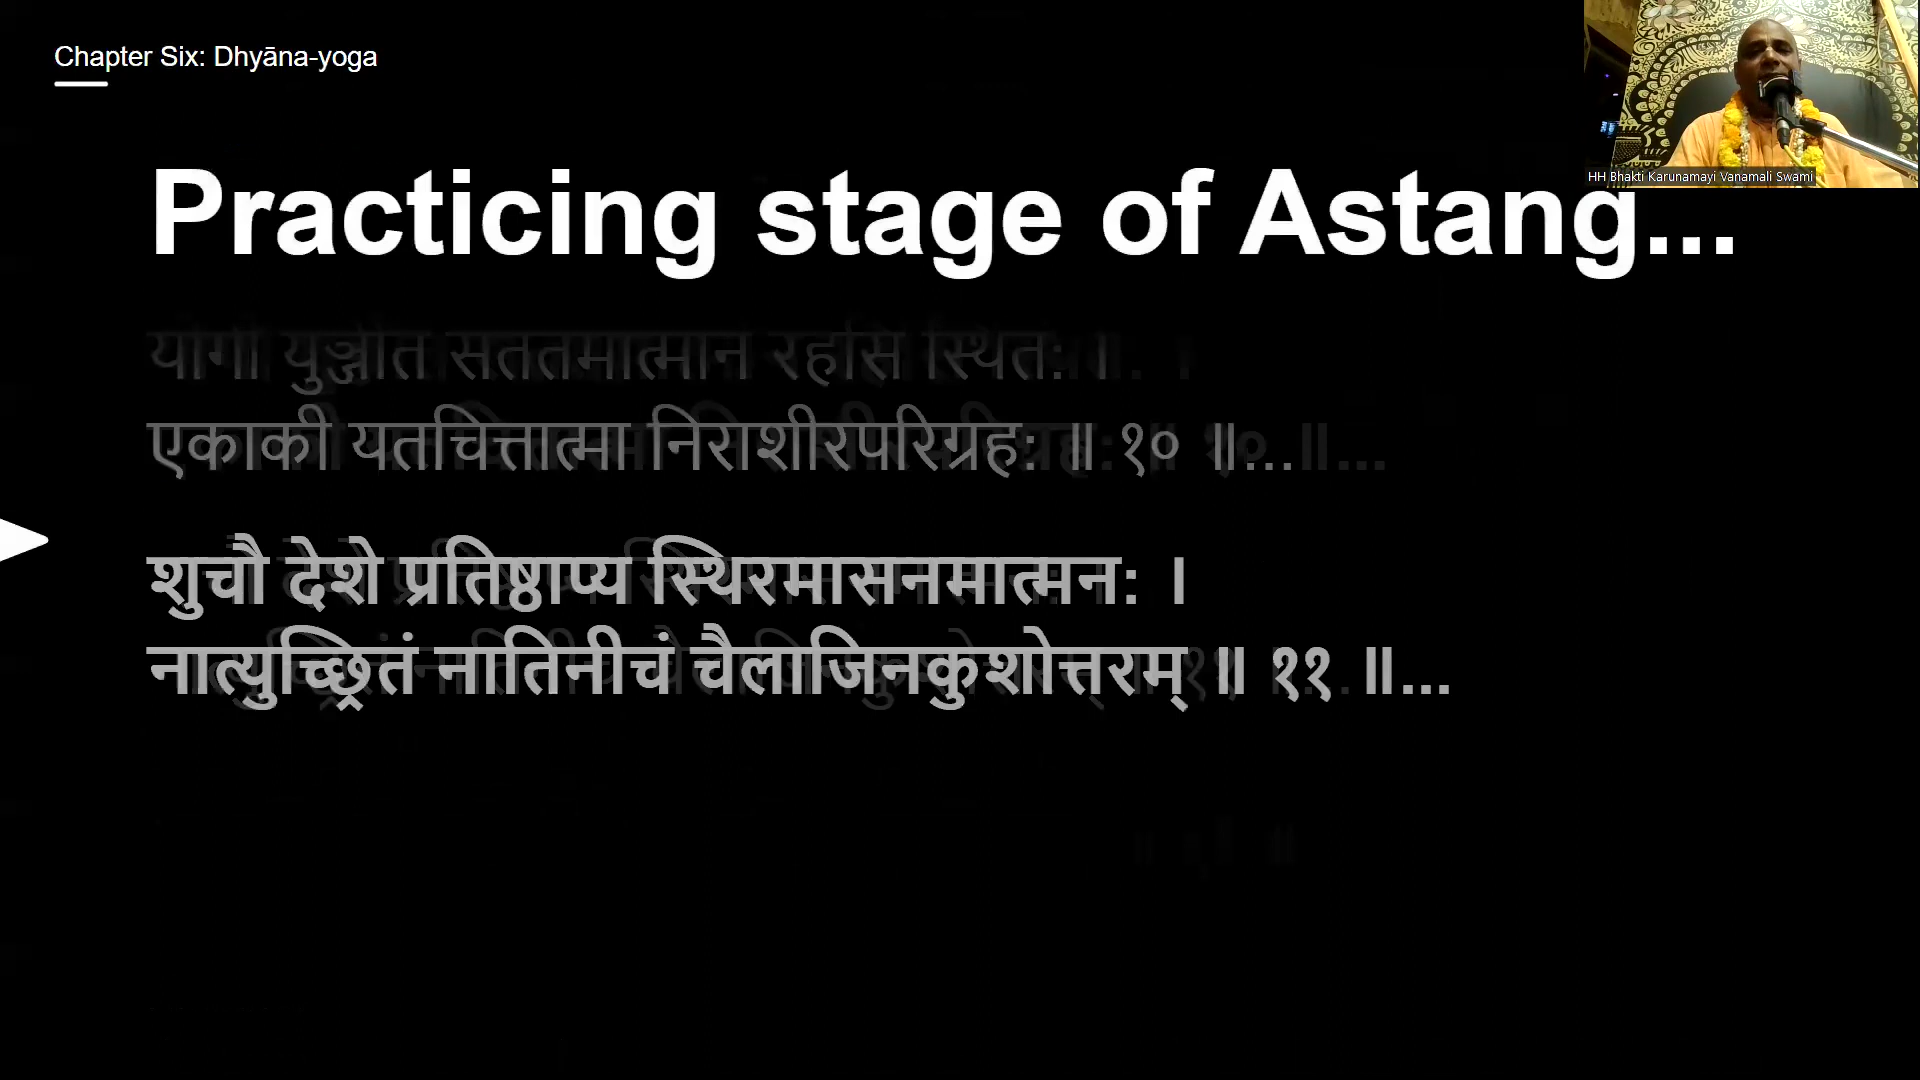 Chapter Six: Dhyāna-yoga
HH Bhakti Karunamayi Vanamali Swami
Practicing stage of Astang...
योगी युञ्जीत सततमात्मानं रहसि स्थितः ।
एकाकी यतचित्तात्मा निराशीरपरिग्रहः ॥ १० ॥...
शुचौ देशे प्रतिष्ठाप्य स्थिरमासनमात्मनः ।
नात्युच्छ्रितं नातिनीचं चैलाजिनकुशोत्तरम् ॥ ११ ॥...